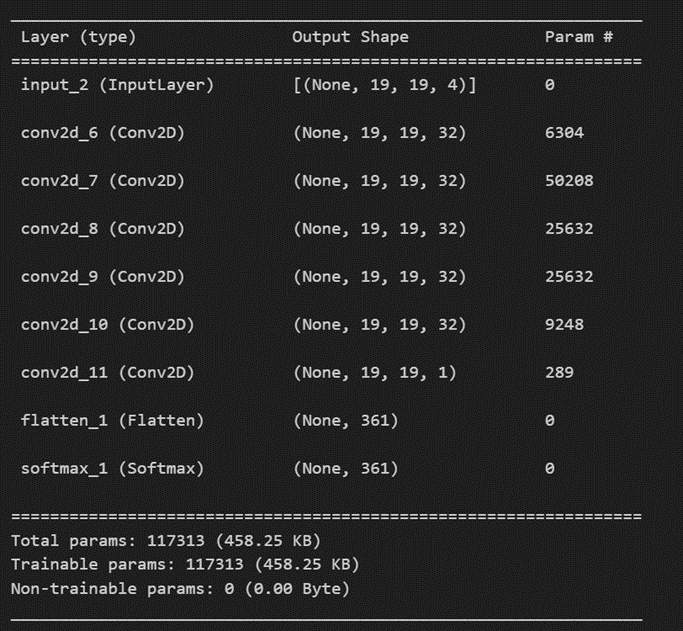 Layer (type) Output Shape Param #
=================================================================
input_2 (InputLayer) [(None, 19, 19, 4)] 0
conv2d_6 (Conv2D) (None, 19, 19, 32) 6304
conv2d_7 (Conv2D) (None, 19, 19, 32) 50208
conv2d_8 (Conv2D) (None, 19, 19, 32) 25632
conv2d_9 (Conv2D) (None, 19, 19, 32) 25632
conv2d_10 (Conv2D) (None, 19, 19, 32) 9248
conv2d_11 (Conv2D) (None, 19, 19, 1) 289
flatten_1 (Flatten) (None, 361) 0
softmax_1 (Softmax) (None, 361) 0
=================================================================
Total params: 117313 (458.25 KB)
Trainable params: 117313 (458.25 KB)
Non-trainable params: 0 (0.00 Byte)